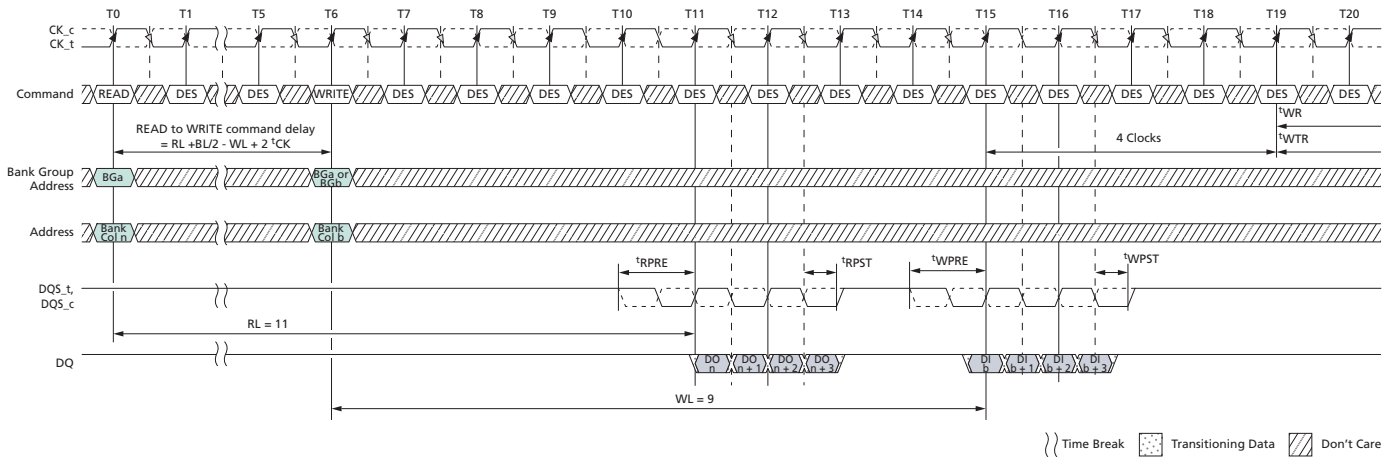 T0 T1 T5 T6 T7 T8 T9 T10 T11 T12 T13 T14 T15 T16 T17 T18 T19 T20
CK_c
CK_t
Command READ DES DES WRITE DES DES DES DES DES DES DES DES DES DES DES DES DES DES
tWR
READ to WRITE command delay
= RL +BL/2 - WL + 2 tCK
4 Clocks
tWTR
Bank Group
Address
BGa
BGa or
BGb
Address
Bank
Col n
Bank
Col b
tRPRE tRPST tWPRE tWPST
DQS_t,
DQS_c
RL = 11
DQ
DO
n
DO
n + 1
DO
n + 2
DO
n + 3
DI
b
DI
b + 1
DI
b + 2
DI
b + 3
WL = 9
Time Break Transitioning Data Don't Care